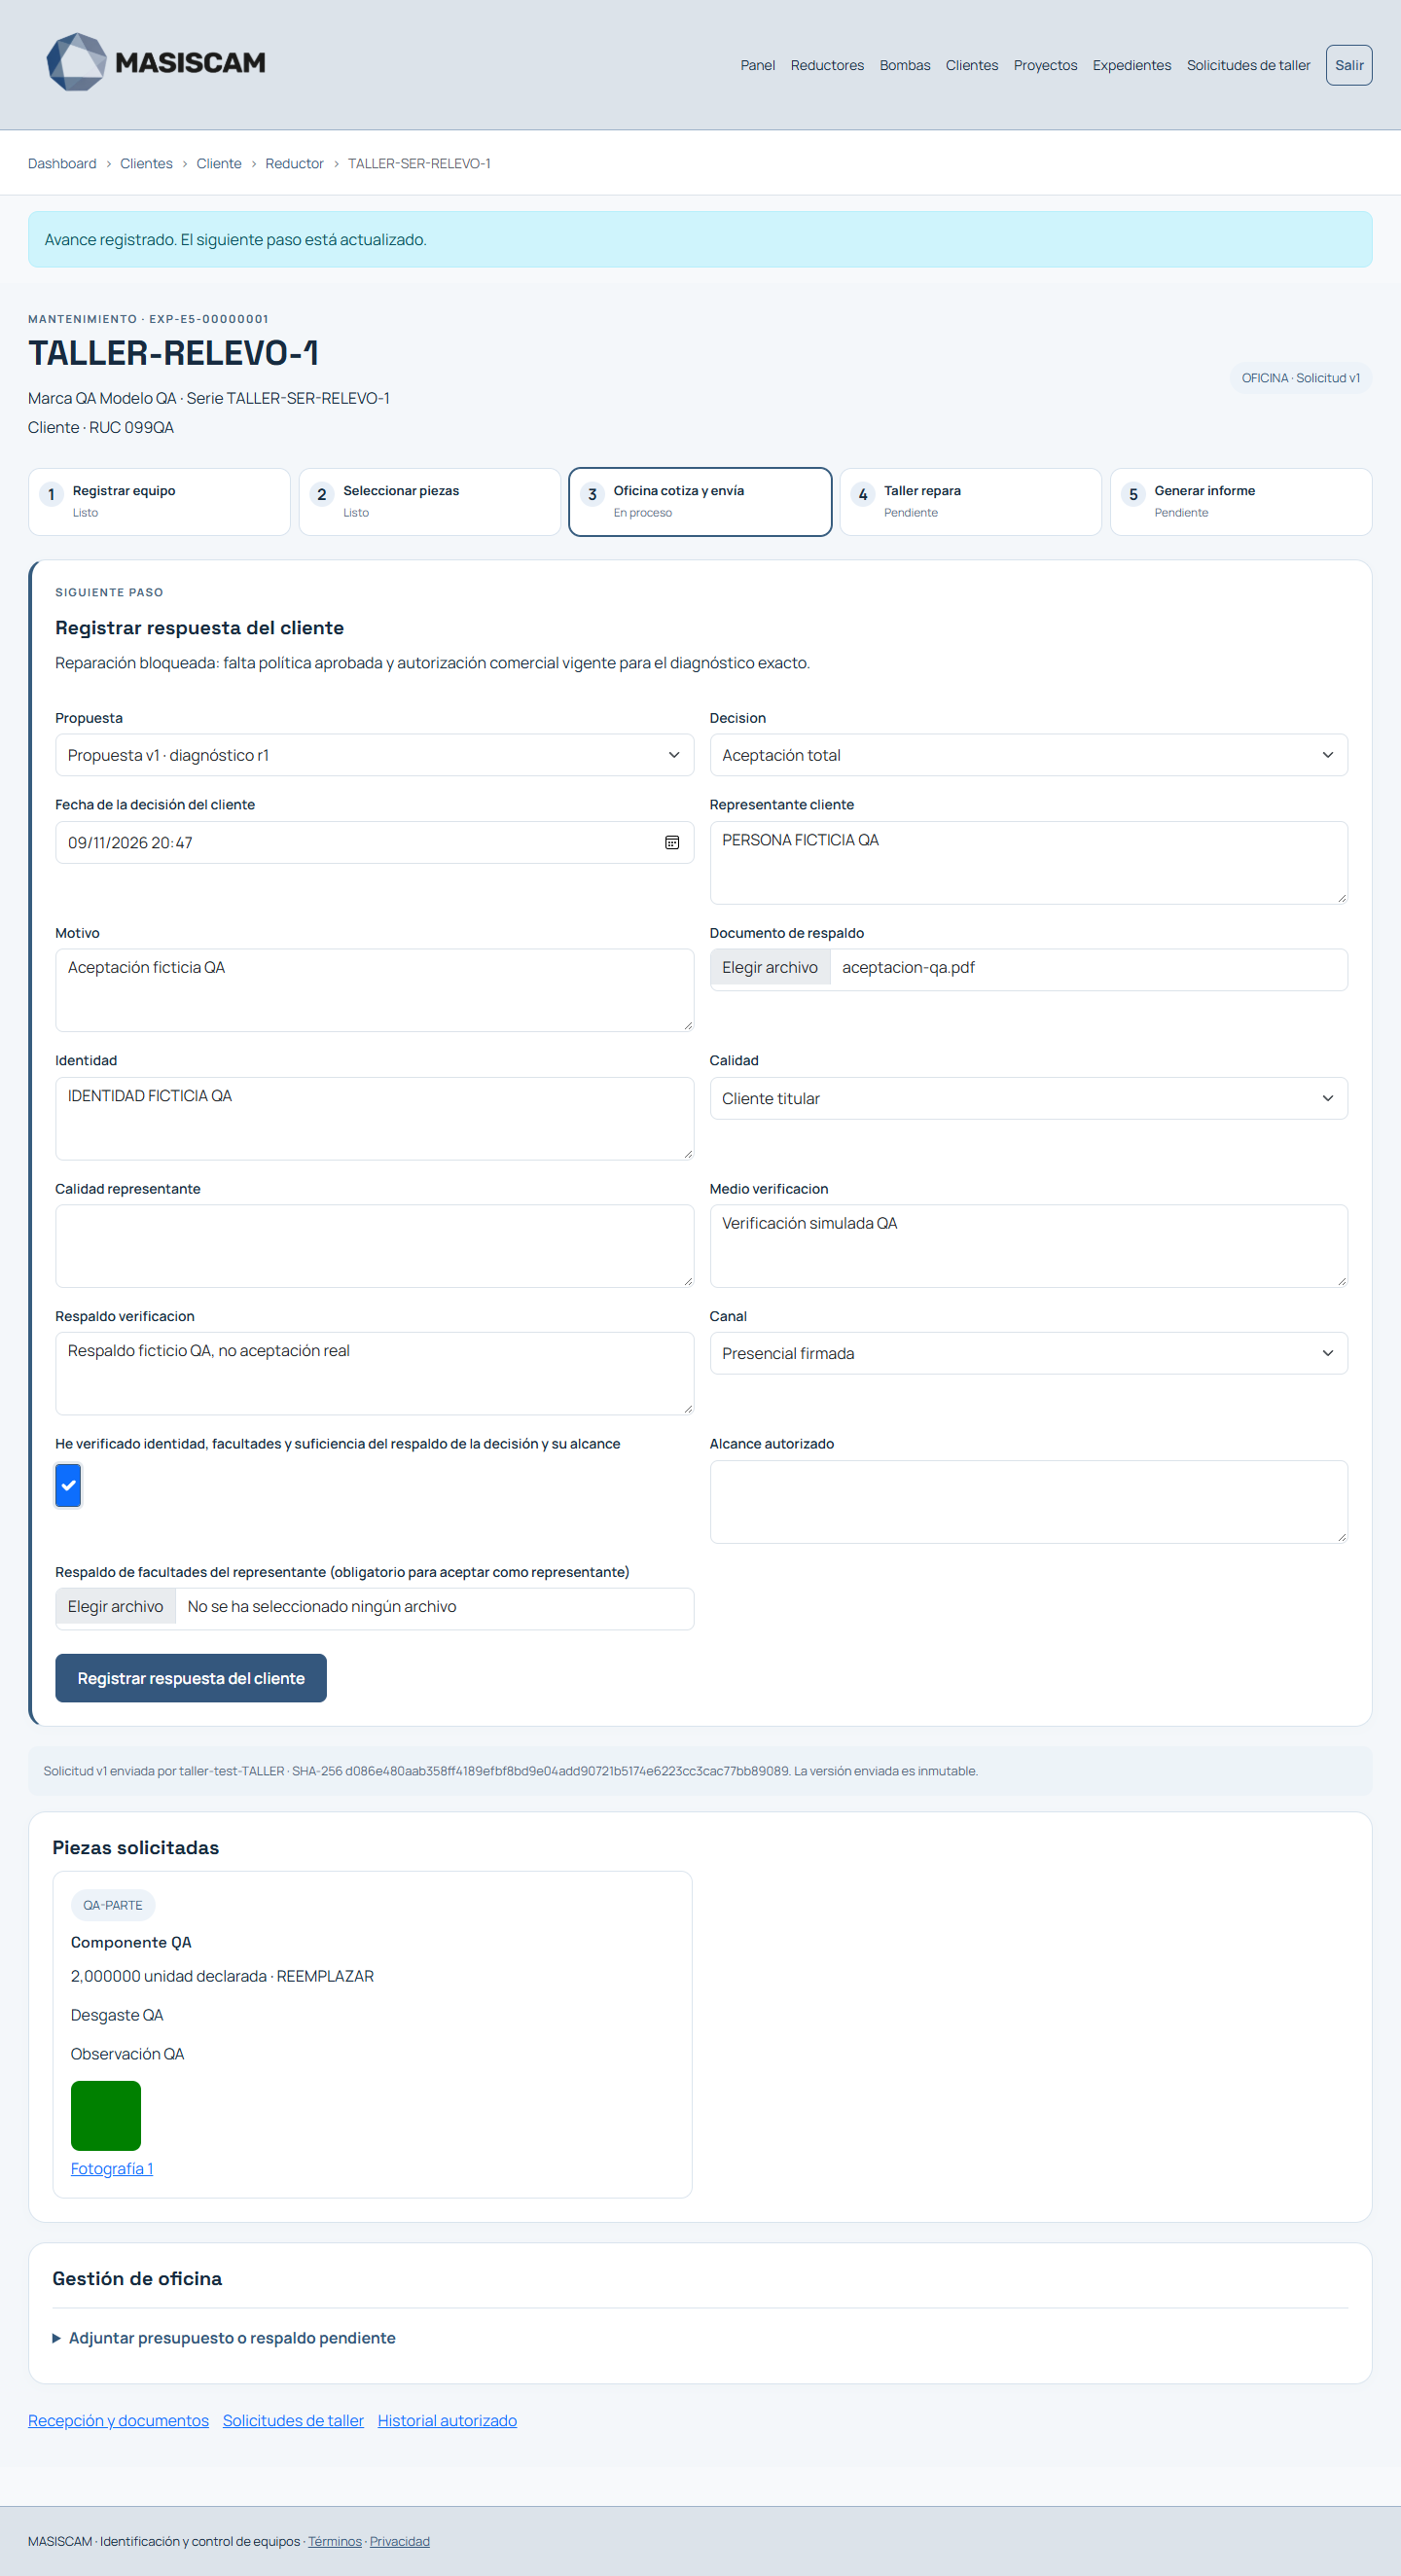 MASISCAM
Panel Reductores Bombas Clientes Proyectos Expedientes Solicitudes de taller Salir
Dashboard › Clientes › Cliente › Reductor › TALLER-SER-RELEVO-1
Avance registrado. El siguiente paso está actualizado.
MANTENIMIENTO · EXP-E5-00000001
TALLER-RELEVO-1
OFICINA · Solicitud v1
Marca QA Modelo QA · Serie TALLER-SER-RELEVO-1
Cliente · RUC 099QA
1 Registrar equipo
Listo
2 Seleccionar piezas
Listo
3 Oficina cotiza y envía
En proceso
4 Taller repara
Pendiente
5 Generar informe
Pendiente
SIGUIENTE PASO
Registrar respuesta del cliente
Reparación bloqueada: falta política aprobada y autorización comercial vigente para el diagnóstico exacto.
Propuesta
Propuesta v1 · diagnóstico r1
Decision
Aceptación total
Fecha de la decisión del cliente
09/11/2026 20:47
Representante cliente
PERSONA FICTICIA QA
Motivo
Aceptación ficticia QA
Documento de respaldo
Elegir archivo aceptacion-qa.pdf
Identidad
IDENTIDAD FICTICIA QA
Calidad
Cliente titular
Calidad representante
Medio verificacion
Verificación simulada QA
Respaldo verificacion
Respaldo ficticio QA, no aceptación real
Canal
Presencial firmada
He verificado identidad, facultades y suficiencia del respaldo de la decisión y su alcance
Alcance autorizado
Respaldo de facultades del representante (obligatorio para aceptar como representante)
Elegir archivo No se ha seleccionado ningún archivo
Registrar respuesta del cliente
Solicitud v1 enviada por taller-test-TALLER · SHA-256 d086e480aab358ff4189efbf8bd9e04add90721b5174e6223cc3cac77bb89089. La versión enviada es inmutable.
Piezas solicitadas
QA-PARTE
Componente QA
2,000000 unidad declarada · REEMPLAZAR
Desgaste QA
Observación QA
Fotografía 1
Gestión de oficina
Adjuntar presupuesto o respaldo pendiente
Recepción y documentos Solicitudes de taller Historial autorizado
MASISCAM · Identificación y control de equipos · Términos · Privacidad